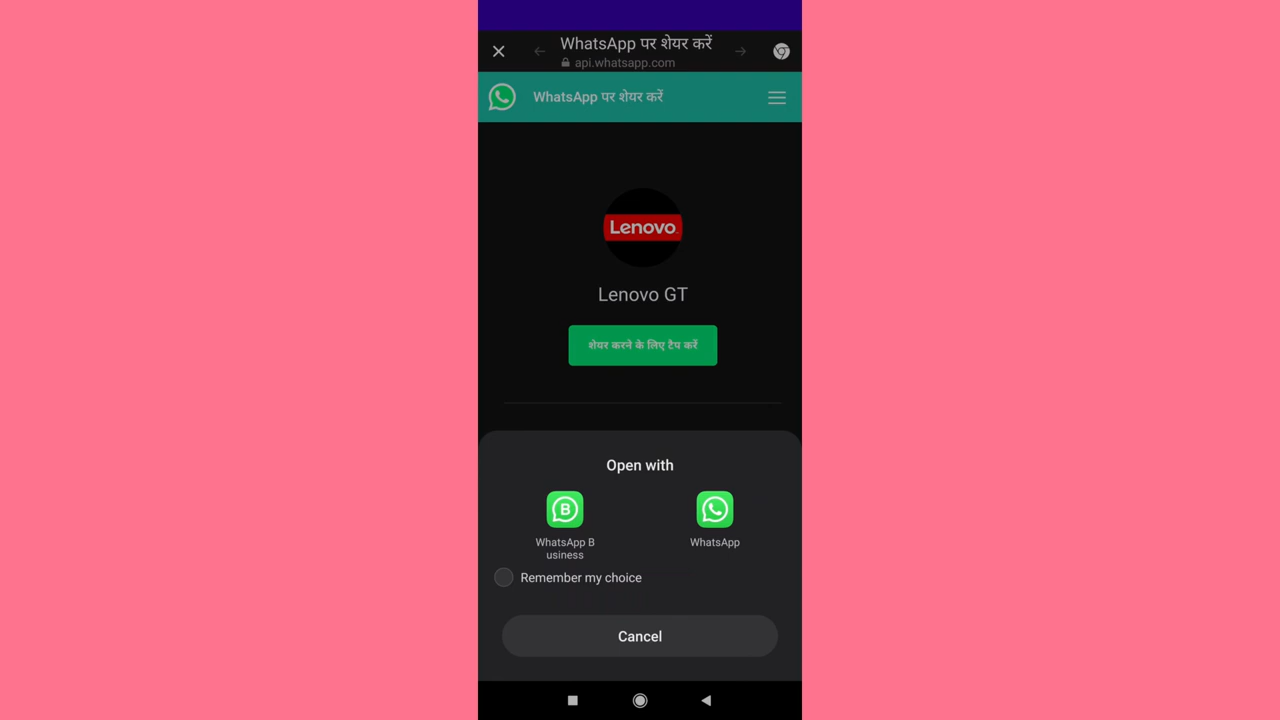 WhatsApp पर शेयर करें
api.whatsapp.com
WhatsApp पर शेयर करें
Lenovo
Lenovo GT
शेयर करने के लिए टैप करें
Open with
B
WhatsApp B
usiness
WhatsApp
Remember my choice
Cancel